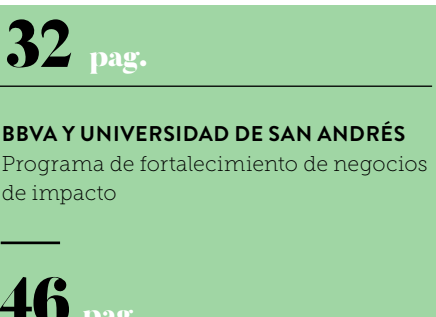 32 pag.
BBVA Y UNIVERSIDAD DE SAN ANDRÉS
Programa de fortalecimiento de negocios
de impacto
46 pag.